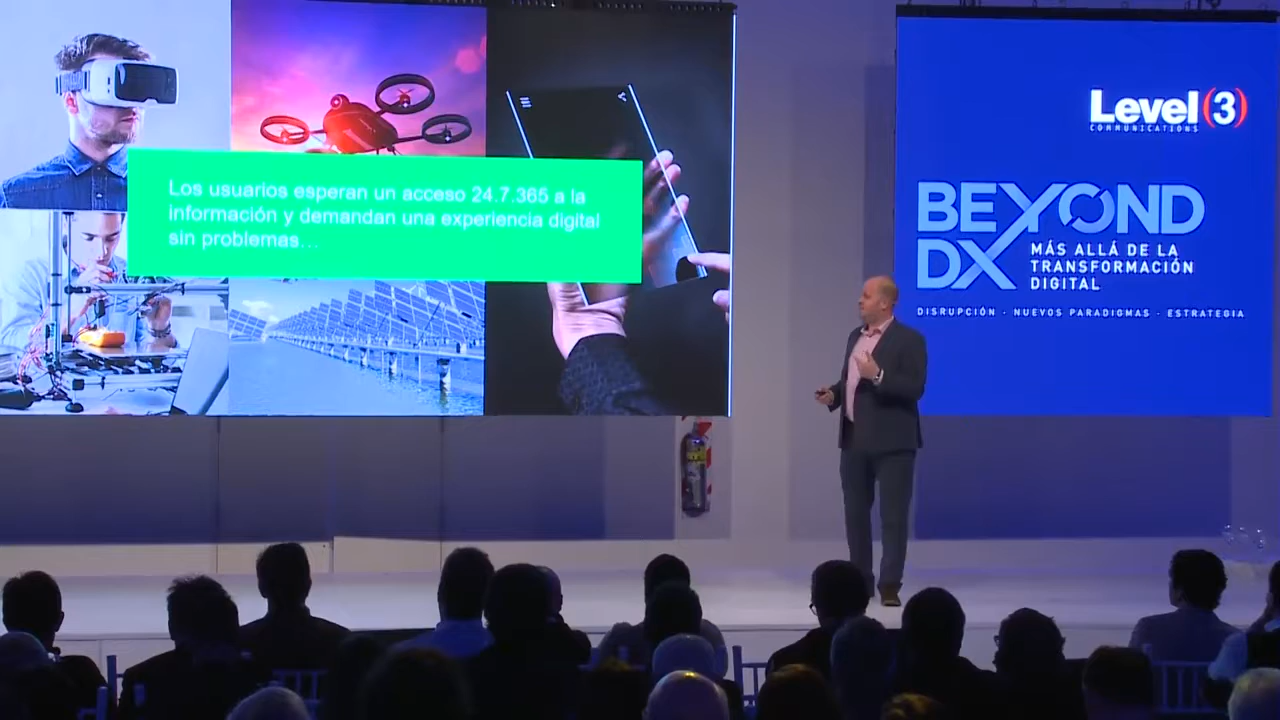 Los usuarios esperan un acceso 24.7.365 a la
información y demandan una experiencia digital
sin problemas...
Level(3)
COMMUNICATIONS
BEYOND
DX
MÁS ALLÁ DE LA
TRANSFORMACIÓN
DIGITAL
DISRUPCIÓN · NUEVOS PARADIGMAS · ESTRATEGIA